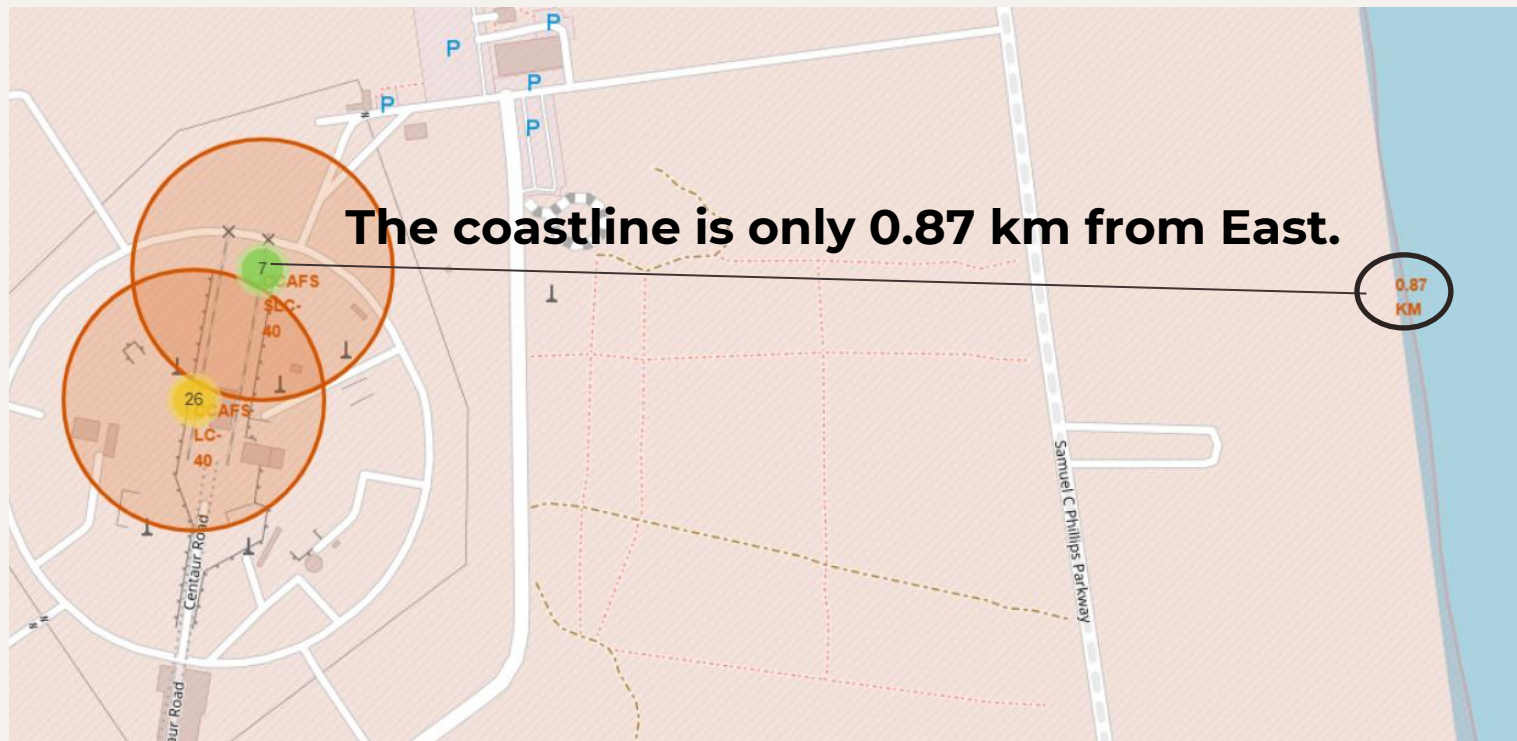 P
P
P
P
P
The coastline is only 0.87 km from East.
7
CCAFS
SLC-
40
0.87
KM
26
CCAFS
LC-
40
Samuel C Phillips Parkway
Centaur Road
aur Road